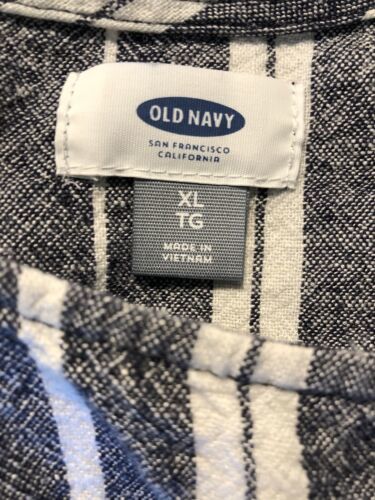 OLD NAVY
SAN FRANCISCO
CALIFORNIA
XL
TG
MADE IN
VIETNAM